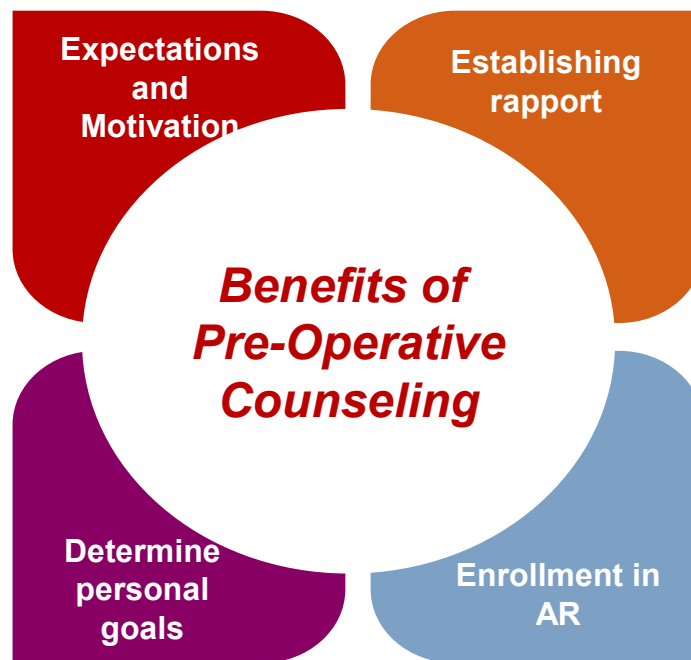 Expectations
and
Motivation
Establishing
rapport
Benefits of
Pre-Operative
Counseling
Determine
personal
goals
Enrollment in
AR